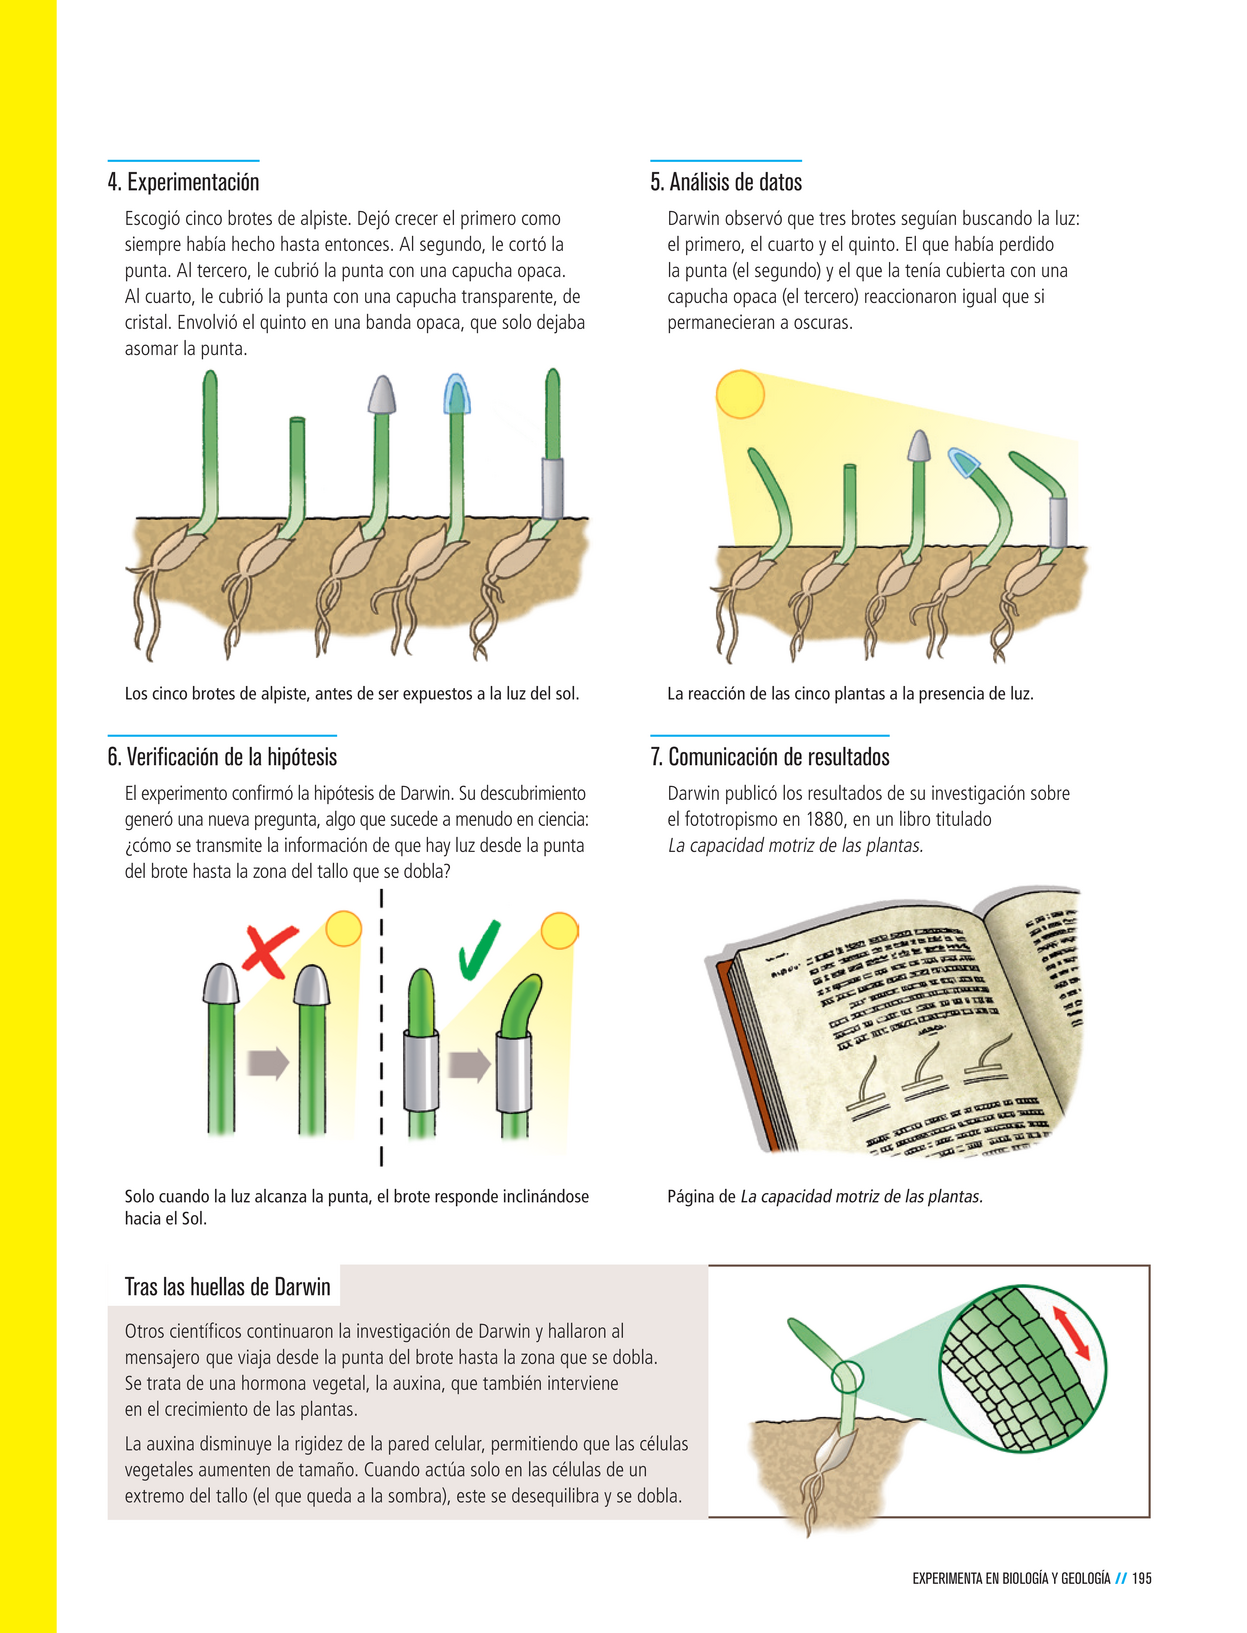 4. Experimentación
Escogió cinco brotes de alpiste. Dejó crecer el primero como
siempre había hecho hasta entonces. Al segundo, le cortó la
punta. Al tercero, le cubrió la punta con una capucha opaca.
Al cuarto, le cubrió la punta con una capucha transparente, de
cristal. Envolvió el quinto en una banda opaca, que solo dejaba
asomar la punta.
Los cinco brotes de alpiste, antes de ser expuestos a la luz del sol.
5. Análisis de datos
Darwin observó que tres brotes seguían buscando la luz:
el primero, el cuarto y el quinto. El que había perdido
la punta (el segundo) y el que la tenía cubierta con una
capucha opaca (el tercero) reaccionaron igual que si
permanecieran a oscuras.
La reacción de las cinco plantas a la presencia de luz.
6. Verificación de la hipótesis
El experimento confirmó la hipótesis de Darwin. Su descubrimiento
generó una nueva pregunta, algo que sucede a menudo en ciencia:
¿cómo se transmite la información de que hay luz desde la punta
del brote hasta la zona del tallo que se dobla?
Solo cuando la luz alcanza la punta, el brote responde inclinándose
hacia el Sol.
7. Comunicación de resultados
Darwin publicó los resultados de su investigación sobre
el fototropismo en 1880, en un libro titulado
La capacidad motriz de las plantas.
Página de La capacidad motriz de las plantas.
Tras las huellas de Darwin
Otros científicos continuaron la investigación de Darwin y hallaron al
mensajero que viaja desde la punta del brote hasta la zona que se dobla.
Se trata de una hormona vegetal, la auxina, que también interviene
en el crecimiento de las plantas.
La auxina disminuye la rigidez de la pared celular, permitiendo que las células
vegetales aumenten de tamaño. Cuando actúa solo en las células de un
extremo del tallo (el que queda a la sombra), este se desequilibra y se dobla.
EXPERIMENTA EN BIOLOGÍA Y GEOLOGÍA // 195